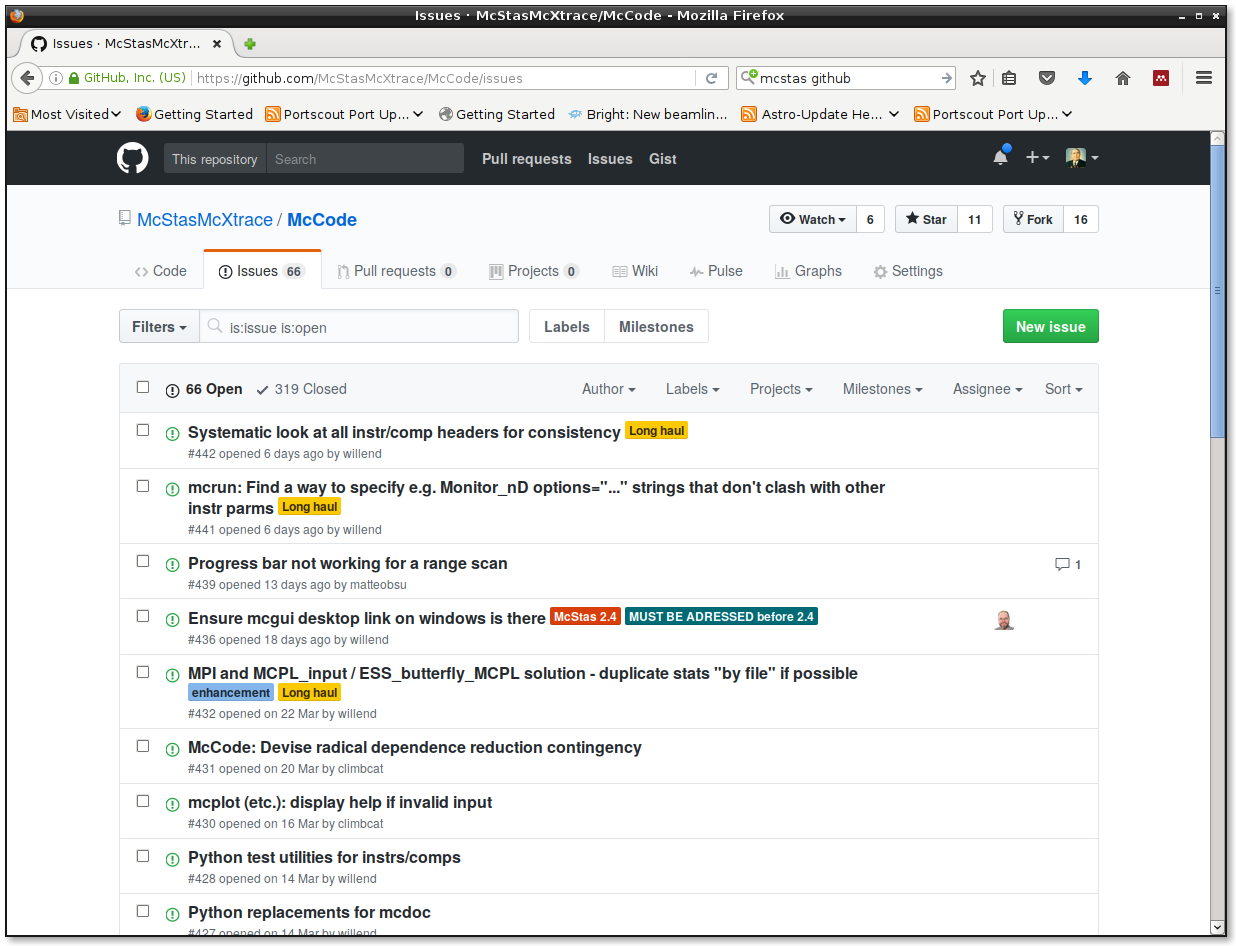 Issues · McStasMcXtrace/McCode - Mozilla Firefox
Issues · McStasMcXtr...
GitHub, Inc. (US) https://github.com/McStasMcXtrace/McCode/issues mcstas github
Most Visited Getting Started Portscout Port Up... Getting Started Bright: New beamlin... Astro-Update He... Portscout Port Up...
This repository Search Pull requests Issues Gist
McStasMcXtrace / McCode Watch 6 Star 11 Fork 16
Code Issues 66 Pull requests 0 Projects 0 Wiki Pulse Graphs Settings
Filters is:issue is:open Labels Milestones New issue
66 Open 319 Closed Author Labels Projects Milestones Assignee Sort
Systematic look at all instr/comp headers for consistency Long haul
#442 opened 6 days ago by willend
mcrun: Find a way to specify e.g. Monitor_nD options="..." strings that don't clash with other
instr parms Long haul
#441 opened 6 days ago by willend
Progress bar not working for a range scan 1
#439 opened 13 days ago by matteobsu
Ensure mcgui desktop link on windows is there McStas 2.4 MUST BE ADRESSED before 2.4
#436 opened 18 days ago by willend
MPI and MCPL_input / ESS_butterfly_MCPL solution - duplicate stats "by file" if possible
enhancement Long haul
#432 opened on 22 Mar by willend
McCode: Devise radical dependence reduction contingency
#431 opened on 20 Mar by climbcat
mcplot (etc.): display help if invalid input
#430 opened on 16 Mar by climbcat
Python test utilities for instrs/comps
#428 opened on 14 Mar by willend
Python replacements for mcdoc
#427 opened on 14 Mar by willend